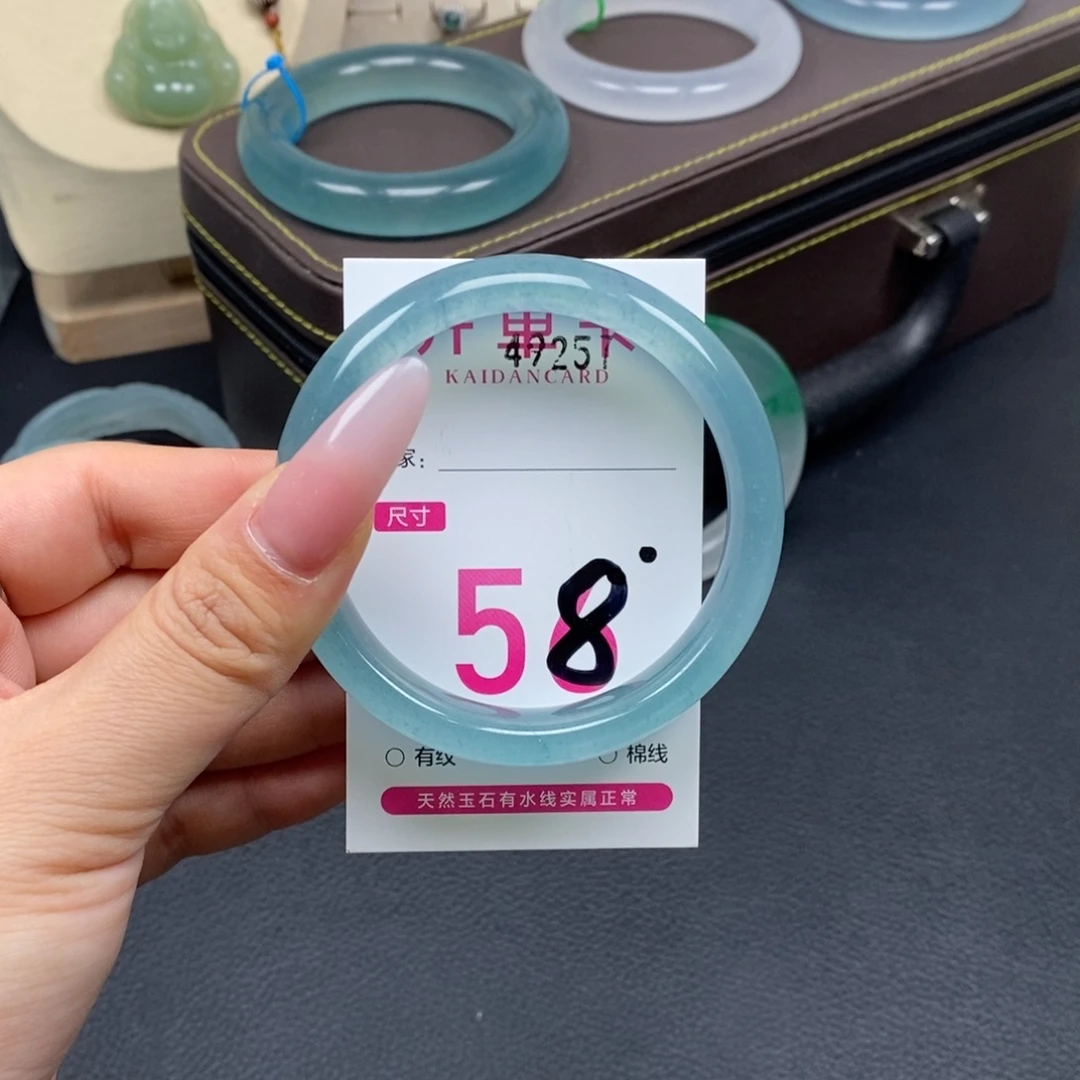 49251
KAIDANCARD
家:
尺寸
58.
○ 有纹 ○ 棉线
天然玉石有水线实属正常